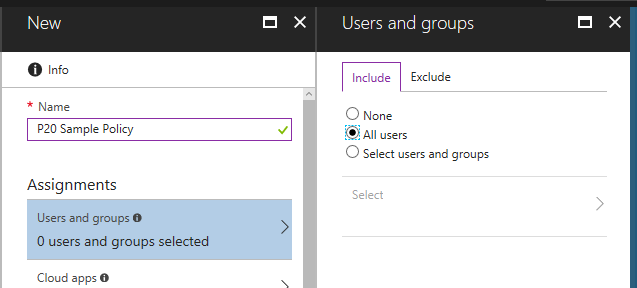 New
Info
* Name
P20 Sample Policy
Assignments
Users and groups
0 users and groups selected
Cloud apps
Users and groups
Include
Exclude
None
All users
Select users and groups
Select